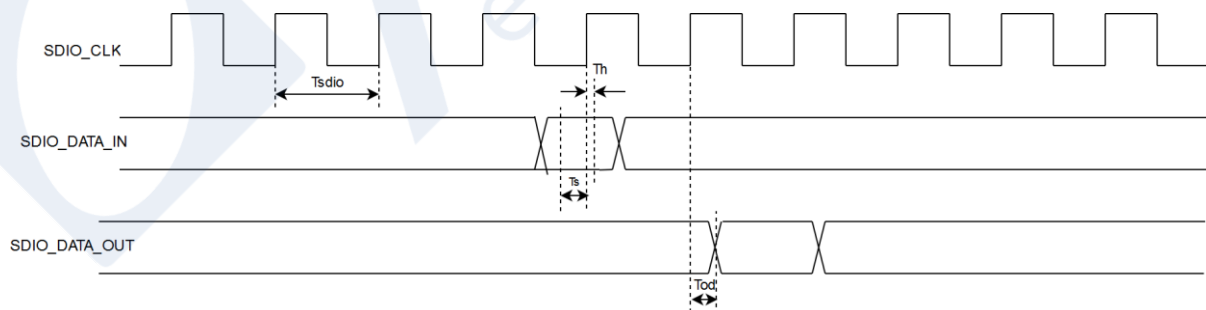 SDIO_CLK
Th
Tsdio
SDIO_DATA_IN
Ts
SDIO_DATA_OUT
Tod